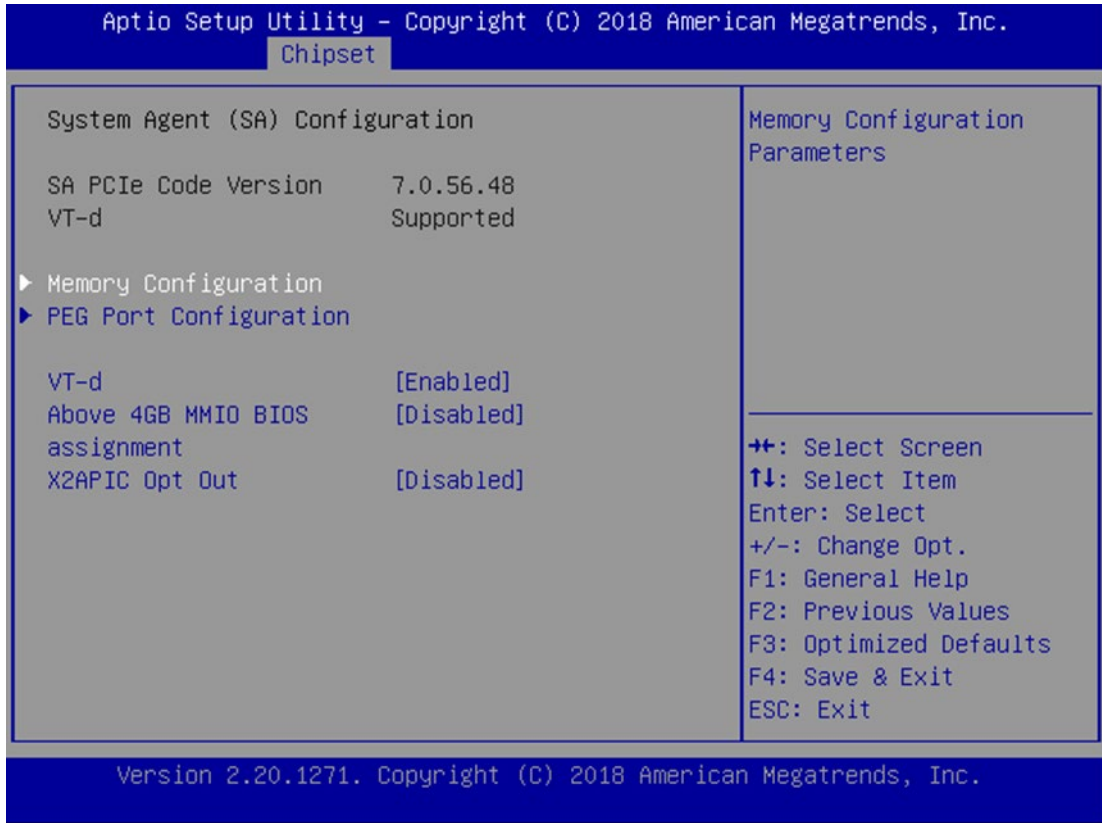 Aptio Setup Utility – Copyright (C) 2018 American Megatrends, Inc.
Chipset
System Agent (SA) Configuration
SA PCIe Code Version 7.0.56.48
VT-d Supported
Memory Configuration
PEG Port Configuration
VT-d [Enabled]
Above 4GB MMIO BIOS [Disabled]
assignment
X2APIC Opt Out [Disabled]
Memory Configuration
Parameters
→←: Select Screen
↑↓: Select Item
Enter: Select
+/-: Change Opt.
F1: General Help
F2: Previous Values
F3: Optimized Defaults
F4: Save & Exit
ESC: Exit
Version 2.20.1271. Copyright (C) 2018 American Megatrends, Inc.